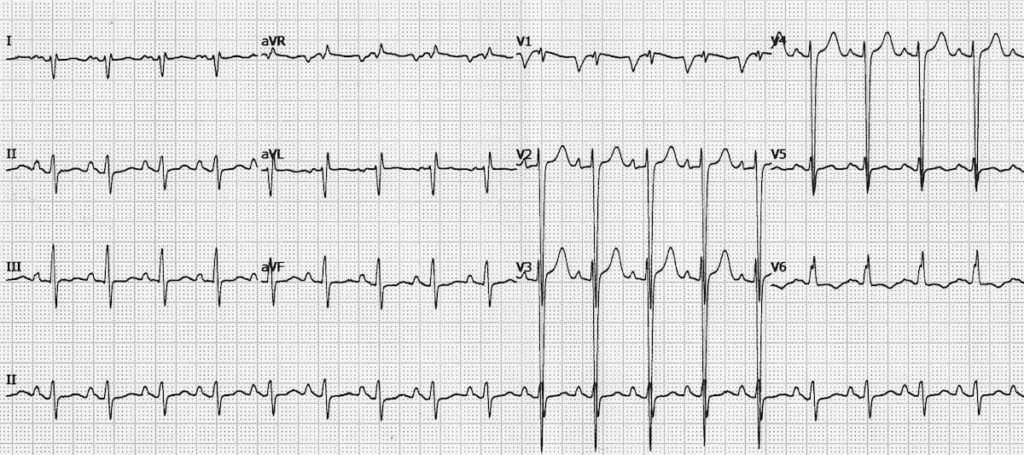 I aVR V1 V4
II aVL V2 V5
III aVF V3 V6
II